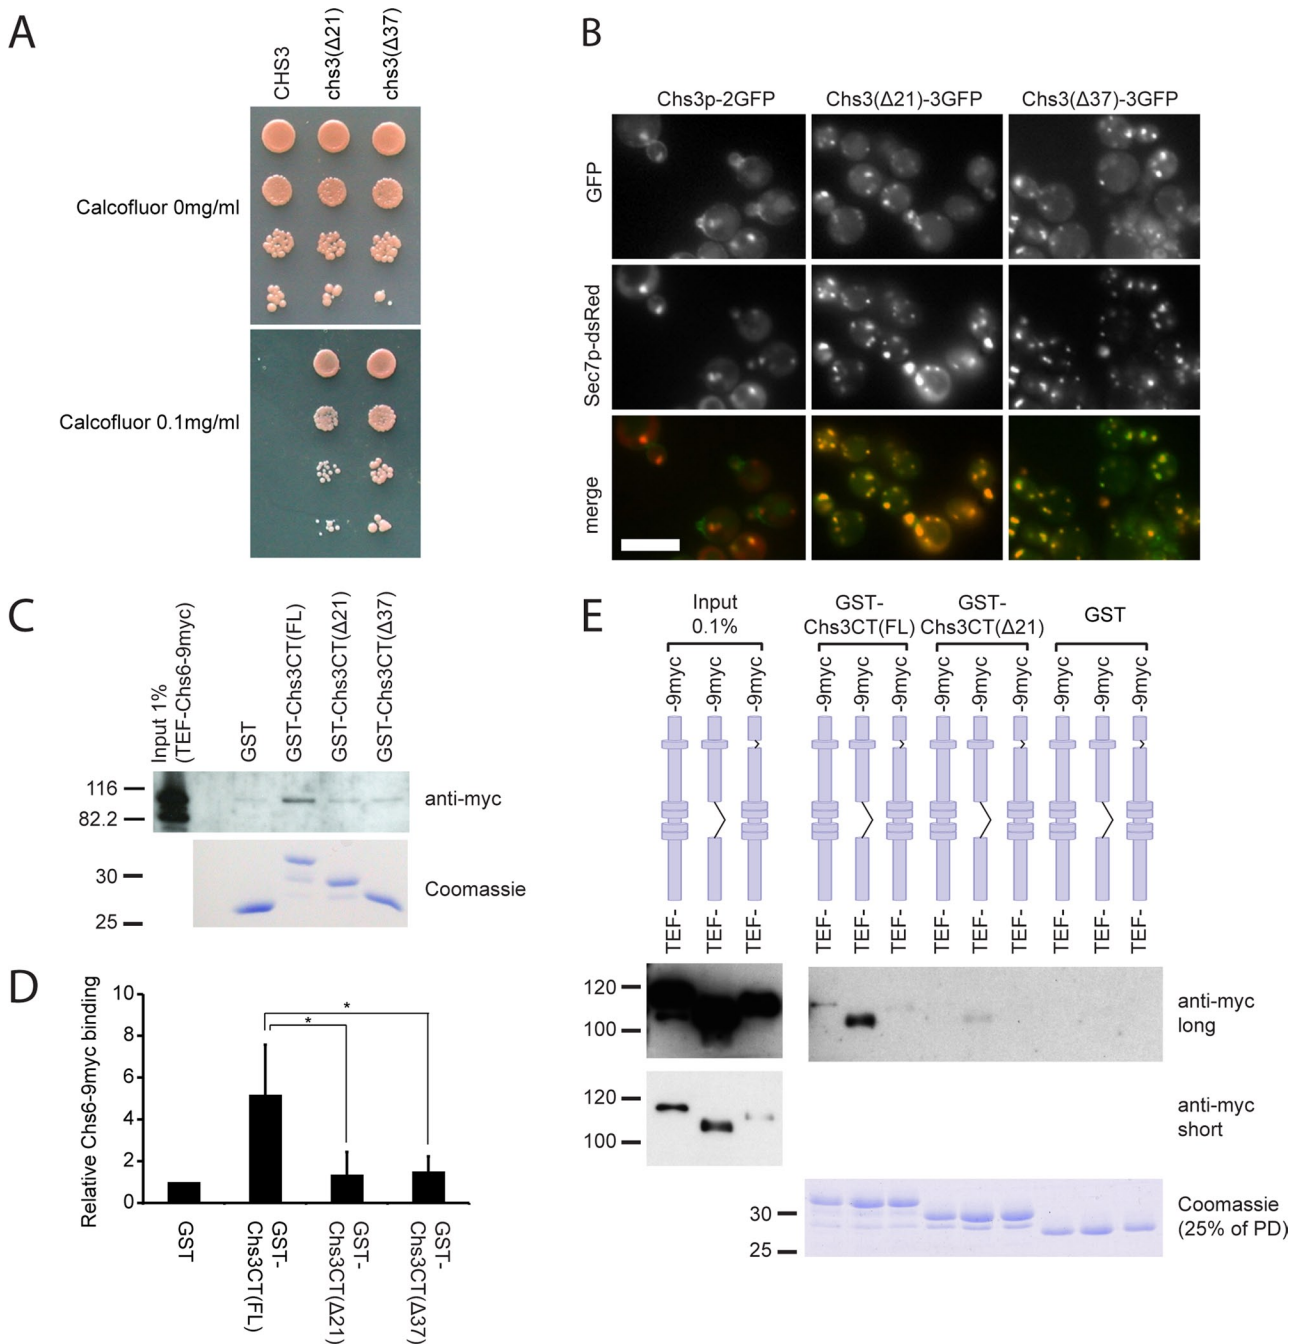 A
CHS3
chs3(Δ21)
chs3(Δ37)
Calcofluor 0mg/ml
Calcofluor 0.1mg/ml
B
Chs3p-2GFP
Chs3(Δ21)-3GFP
Chs3(Δ37)-3GFP
GFP
Sec7p-dsRed
merge
C
Input 1%
(TEF-Chs6-9myc)
GST
GST-Chs3CT(FL)
GST-Chs3CT(Δ21)
GST-Chs3CT(Δ37)
116
82.2
anti-myc
30
25
Coomassie
D
Relative Chs6-9myc binding
10
8
6
4
2
0
*
*
GST
GST-
Chs3CT(FL)
GST-
Chs3CT(Δ21)
GST-
Chs3CT(Δ37)
E
Input
0.1%
GST-
Chs3CT(FL)
GST-
Chs3CT(Δ21)
GST
-9myc
-9myc
-9myc
-9myc
-9myc
-9myc
-9myc
-9myc
-9myc
-9myc
-9myc
-9myc
TEF-
TEF-
TEF-
TEF-
TEF-
TEF-
TEF-
TEF-
TEF-
TEF-
TEF-
TEF-
120
100
anti-myc
long
120
100
anti-myc
short
30
25
Coomassie
(25% of PD)